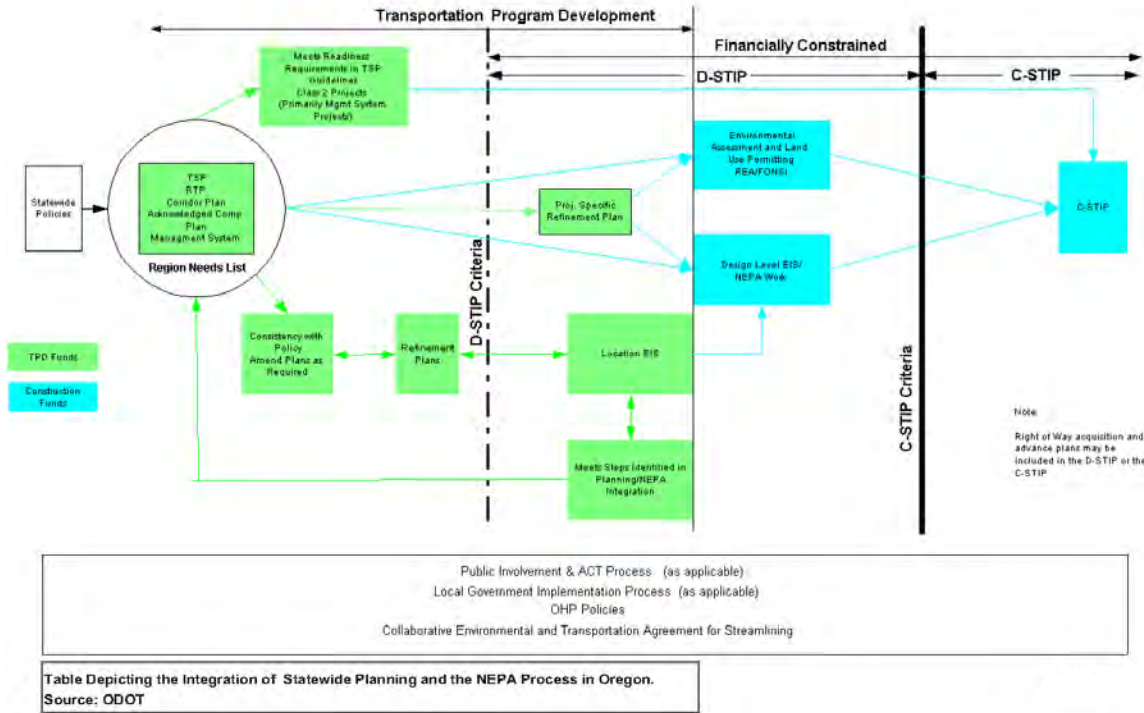 Transportation Program Development
Financially Constrained
D-STIP
C-STIP
Meets Readiness
Requirements in TSP
Guidelines
Class 2 Projects
(Primarily Mgmt System
Projects)
Statewide
Policies
TSP
RTP
Corridor Plan
Acknowledged Comp
Plan
Managment System
Region Needs List
Proj. Specific
Refinement Plan
Environmental
Assessment and Land
Use Permitting
REA/FONSI
Design Level EIS/
NEPA Work
C-STIP
D-STIP Criteria
C-STIP Criteria
Consistency with
Policy
Amend Plans as
Required
Refinement
Plans
Location EIS
Meets Steps Identified in
Planning/NEPA
Integration
TPD Funds
Construction
Funds
Note:
Right of Way acquisition and
advance plans may be
included in the D-STIP or the
C-STIP
Public Involvement & ACT Process (as applicable)
Local Government Implementation Process (as applicable)
OHP Policies
Collaborative Environmental and Transportation Agreement for Streamlining
Table Depicting the Integration of Statewide Planning and the NEPA Process in Oregon.
Source: ODOT